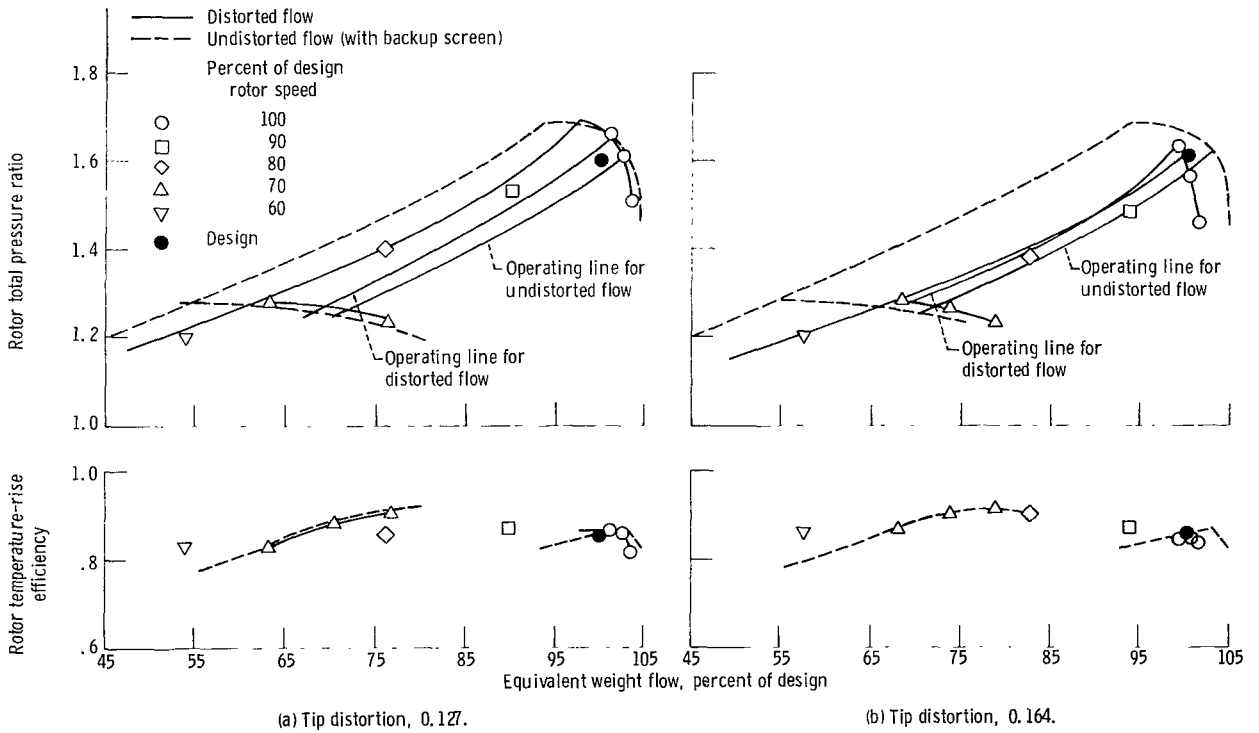 Distorted flow
Undistorted flow (with backup screen)
Percent of design
rotor speed
100
90
80
70
60
Design
Rotor total pressure ratio
1.8
1.6
1.4
1.2
1.0
Operating line for
undistorted flow
Operating line for
distorted flow
Operating line for
undistorted flow
Operating line for
distorted flow
Rotor temperature-rise
efficiency
1.0
.8
.6
45 55 65 75 85 95 105
45 55 65 75 85 95 105
Equivalent weight flow, percent of design
(a) Tip distortion, 0.127.
(b) Tip distortion, 0.164.